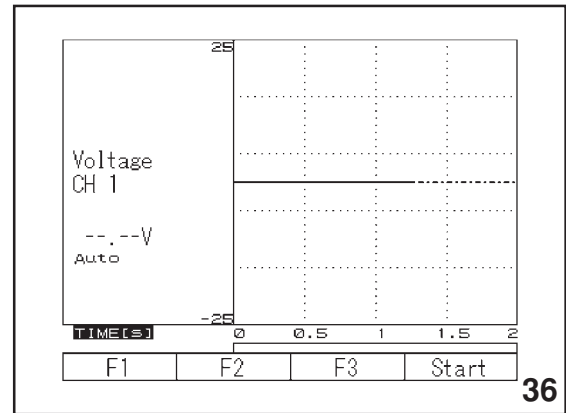 25
Voltage
CH 1
--.--V
Auto
-25
TIME[s] 0 0.5 1 1.5 2
F1 F2 F3 Start
36